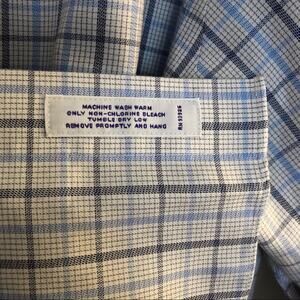 MACHINE WASH WARM
ONLY NON-CHLORINE BLEACH
TUMBLE DRY LOW
REMOVE PROMPTLY AND HANG